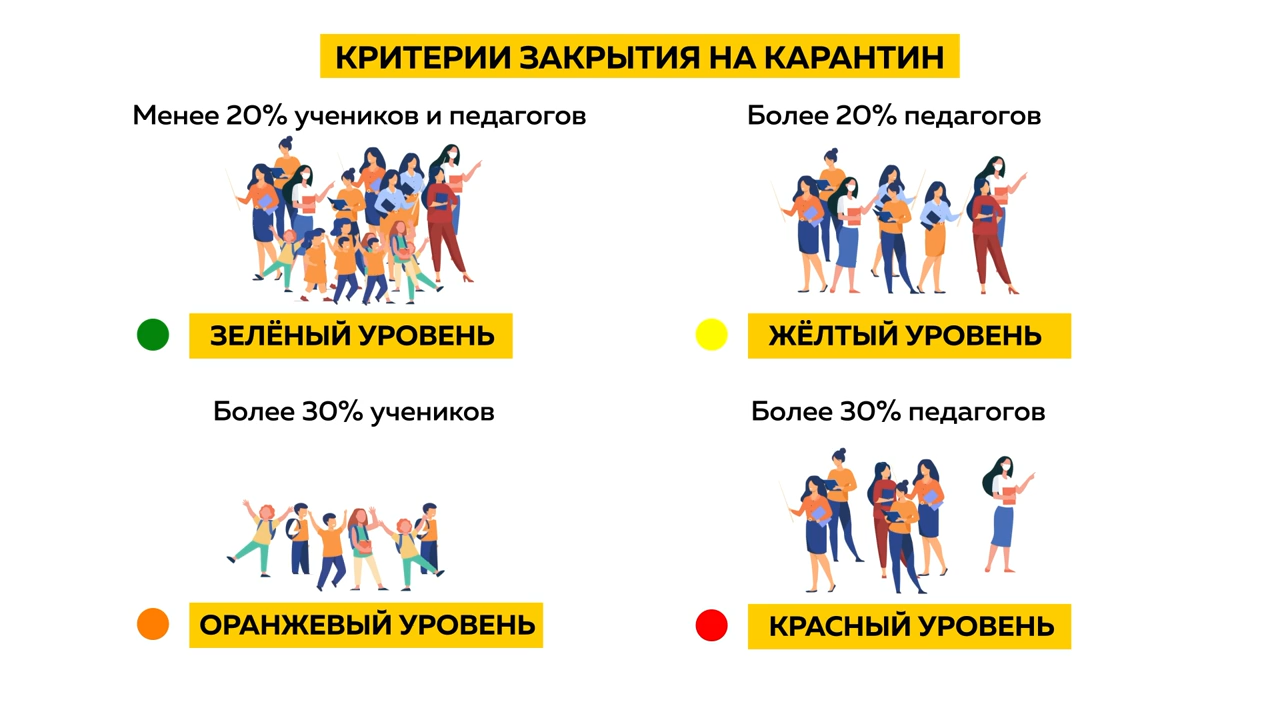 КРИТЕРИИ ЗАКРЫТИЯ НА КАРАНТИН
Менее 20% учеников и педагогов
ЗЕЛЁНЫЙ УРОВЕНЬ
Более 20% педагогов
ЖЁЛТЫЙ УРОВЕНЬ
Более 30% учеников
ОРАНЖЕВЫЙ УРОВЕНЬ
Более 30% педагогов
КРАСНЫЙ УРОВЕНЬ